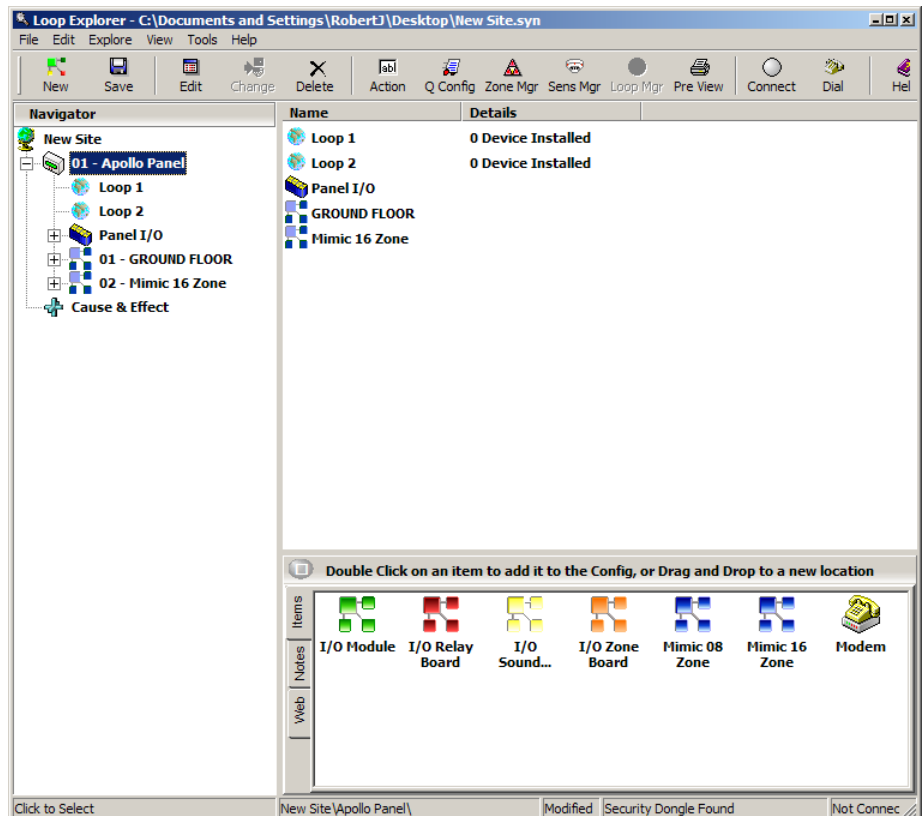 Loop Explorer - C:\Documents and Settings\RobertJ\Desktop\New Site.syn
File Edit Explore View Tools Help
New Save Edit Change Delete Action Q Config Zone Mgr Sens Mgr Loop Mgr Pre View Connect Dial Hel
Navigator
New Site
01 - Apollo Panel
Loop 1
Loop 2
Panel I/O
01 - GROUND FLOOR
02 - Mimic 16 Zone
Cause & Effect
Name Details
Loop 1 0 Device Installed
Loop 2 0 Device Installed
Panel I/O
GROUND FLOOR
Mimic 16 Zone
Double Click on an item to add it to the Config, or Drag and Drop to a new location
Items
Notes
Web
I/O Module I/O Relay Board I/O Sound... I/O Zone Board Mimic 08 Zone Mimic 16 Zone Modem
Click to Select New Site\Apollo Panel\ Modified Security Dongle Found Not Connec